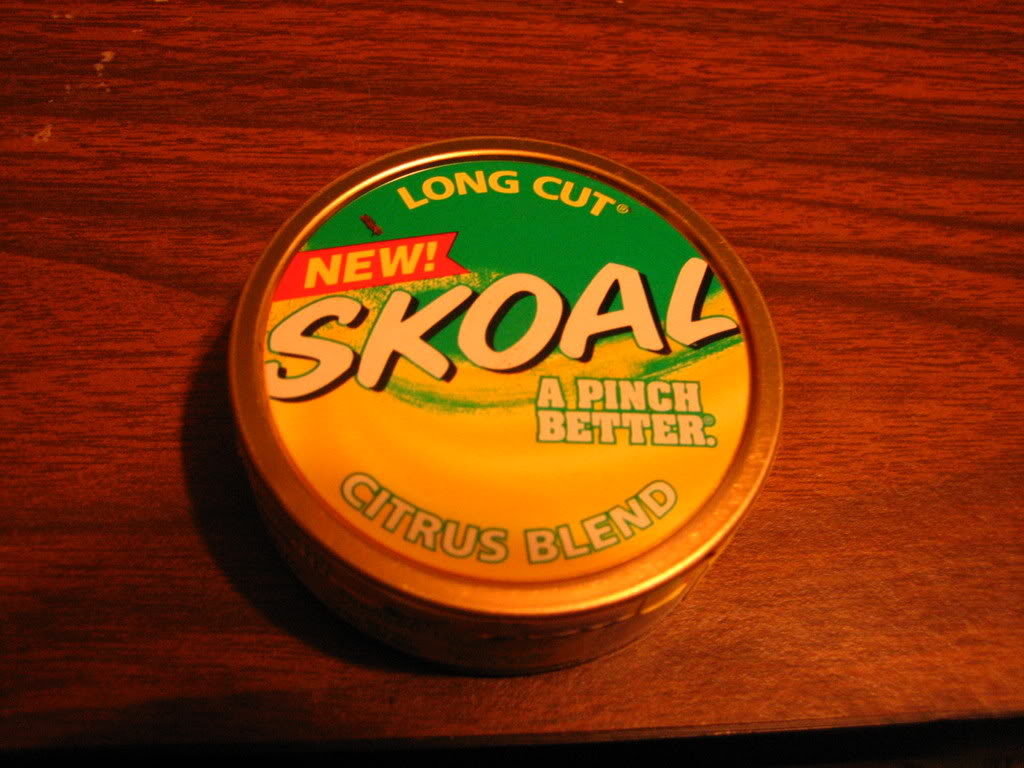 LONG CUT®
NEW!
SKOAL
A PINCH
BETTER.®
CITRUS BLEND